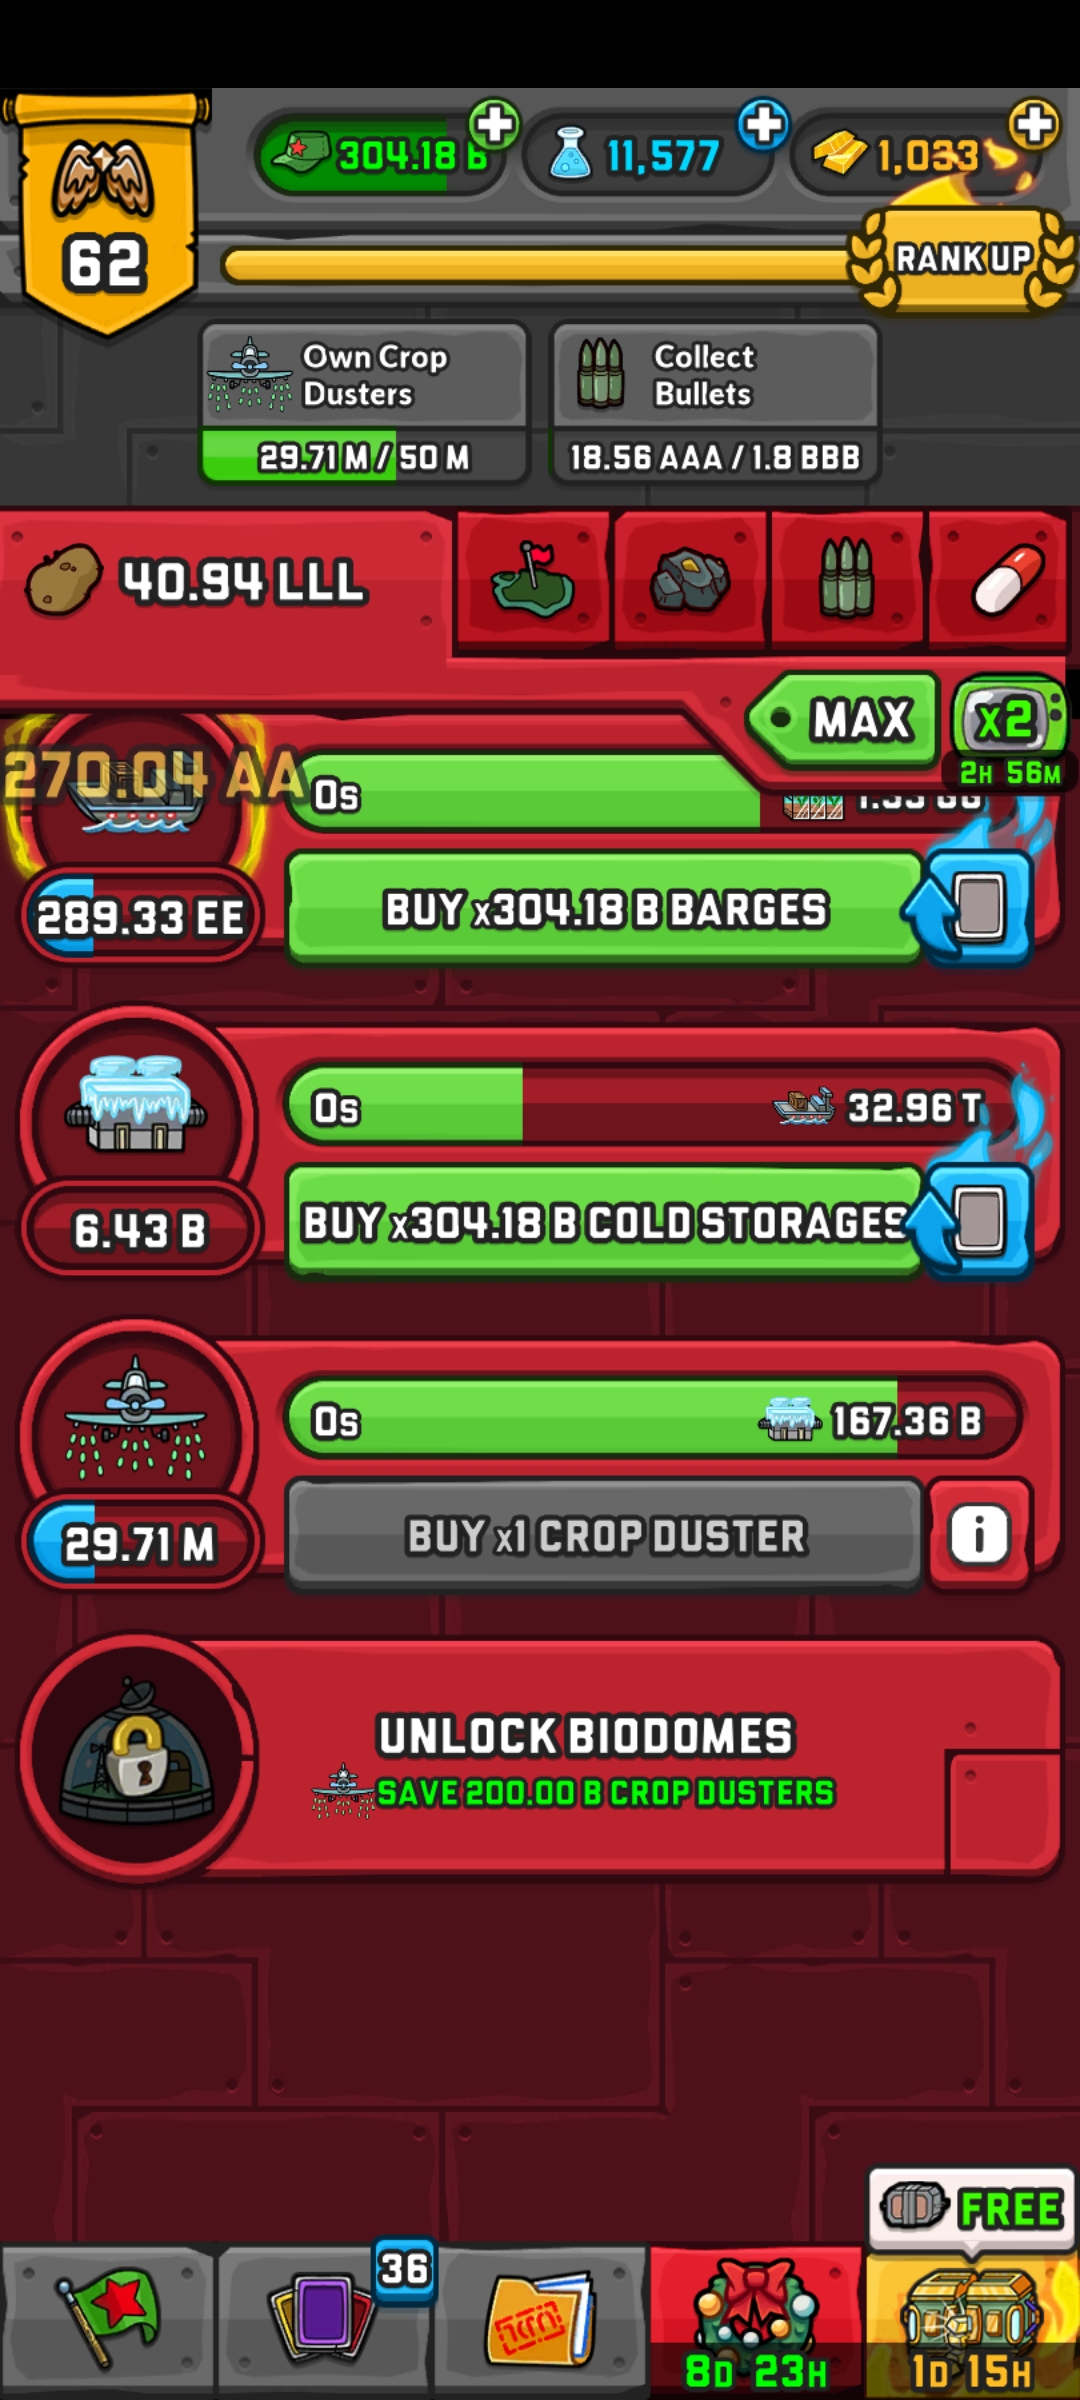 304.18 B
11,577
1,033
62
RANK UP
Own Crop
Dusters
29.71 M / 50 M
Collect
Bullets
18.56 AAA / 1.8 BBB
40.94 LLL
MAX
x2
2H 56M
270.04 AA
0s
289.33 EE
BUY x304.18 B BARGES
0s
32.96 T
6.43 B
BUY x304.18 B COLD STORAGES
0s
167.36 B
29.71 M
BUY x1 CROP DUSTER
i
UNLOCK BIODOMES
SAVE 200.00 B CROP DUSTERS
FREE
36
8D 23H
1D 15H